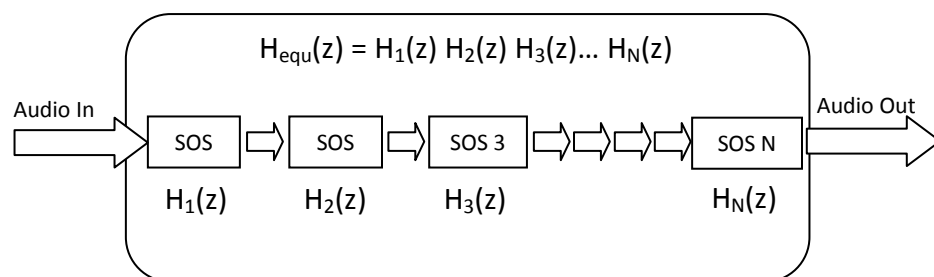 H_equ(z) = H_1(z) H_2(z) H_3(z)... H_N(z)
Audio In
Audio Out
SOS
SOS
SOS 3
SOS N
H_1(z)
H_2(z)
H_3(z)
H_N(z)